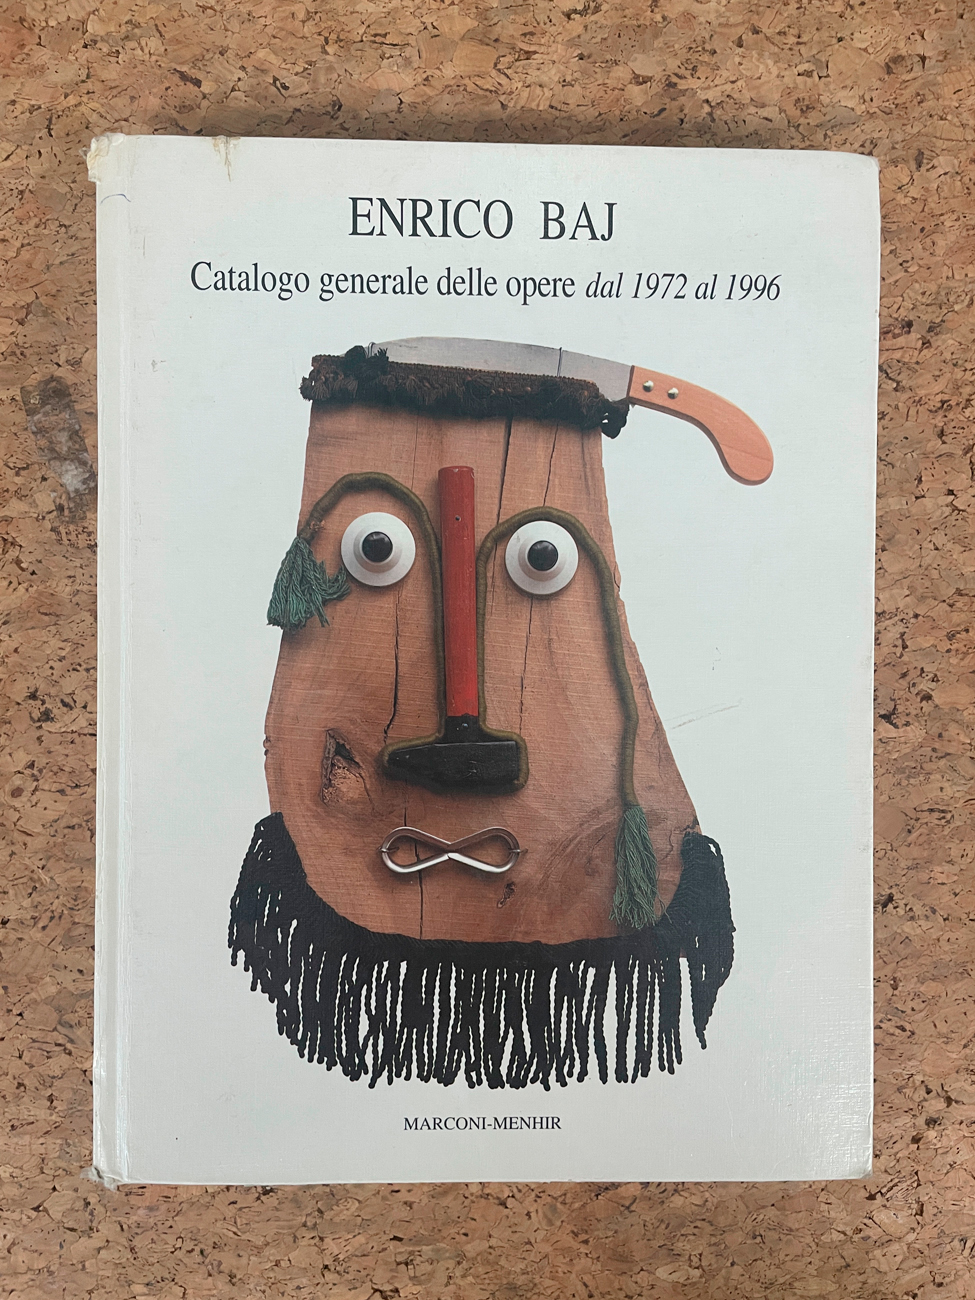 ENRICO BAJ
Catalogo generale delle opere dal 1972 al 1996
MARCONI-MENHIR